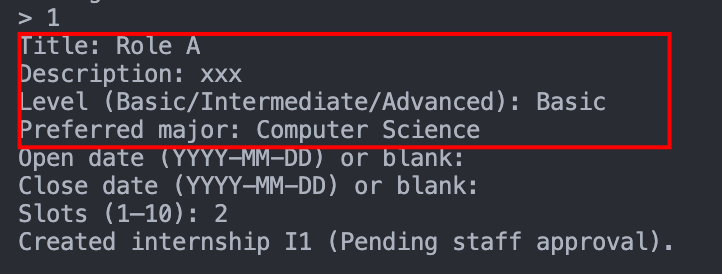 > 1
Title: Role A
Description: xxx
Level (Basic/Intermediate/Advanced): Basic
Preferred major: Computer Science
Open date (YYYY-MM-DD) or blank:
Close date (YYYY-MM-DD) or blank:
Slots (1–10): 2
Created internship I1 (Pending staff approval).